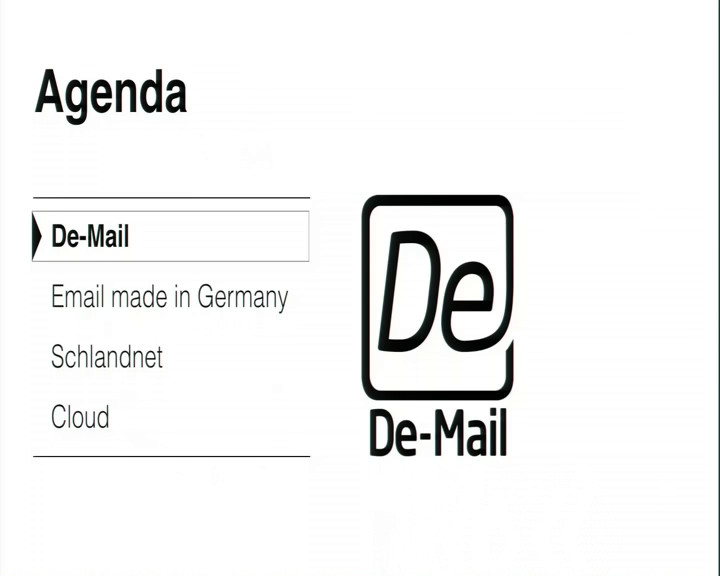 Agenda
De-Mail
Email made in Germany
Schlandnet
Cloud
De
De-Mail